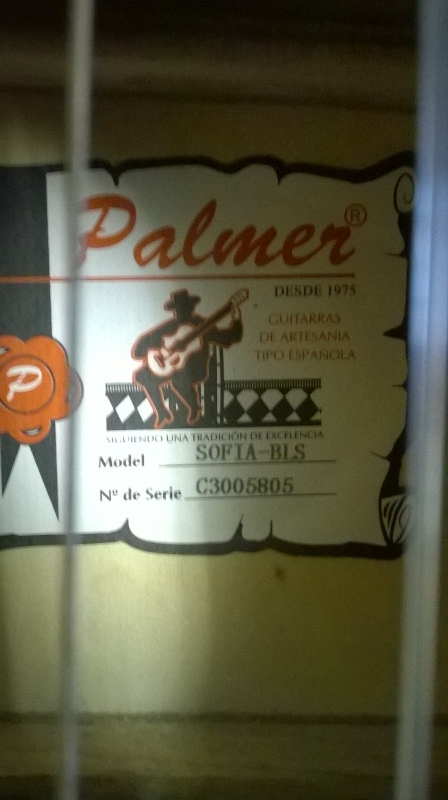 Palmer®
DESDE 1975
GUITARRAS
DE ARTESANIA
TIPO ESPAÑOLA
P
SIGUIENDO UNA TRADICIÓN DE EXCELENCIA
Model SOFIA-BLS
Nº de Serie C3005805